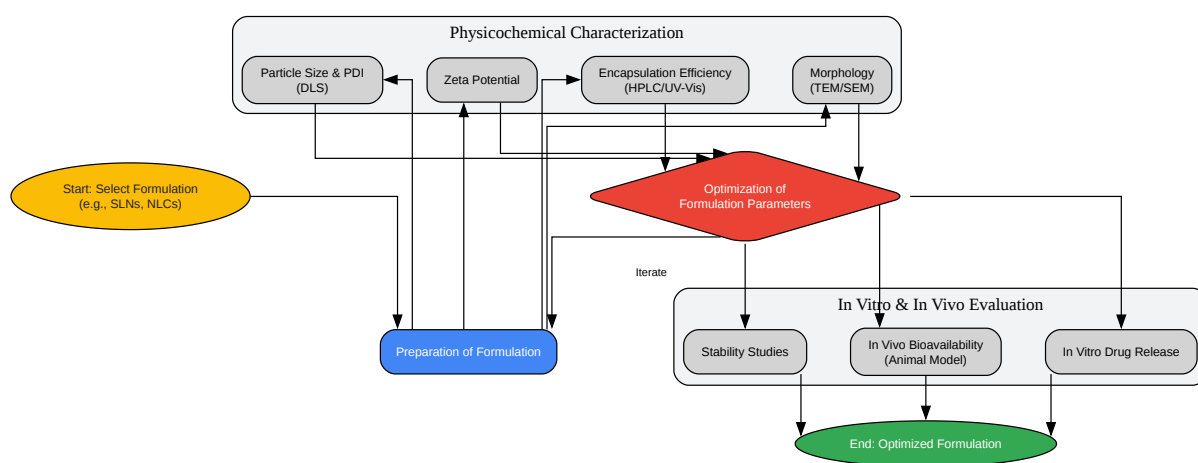 Physicochemical Characterization
Particle Size & PDI
(DLS)
Zeta Potential
Encapsulation Efficiency
(HPLC/UV-Vis)
Morphology
(TEM/SEM)
Start: Select Formulation
(e.g., SLNs, NLCs)
Optimization of
Formulation Parameters
Iterate
In Vitro & In Vivo Evaluation
Preparation of Formulation
Stability Studies
In Vivo Bioavailability
(Animal Model)
In Vitro Drug Release
End: Optimized Formulation